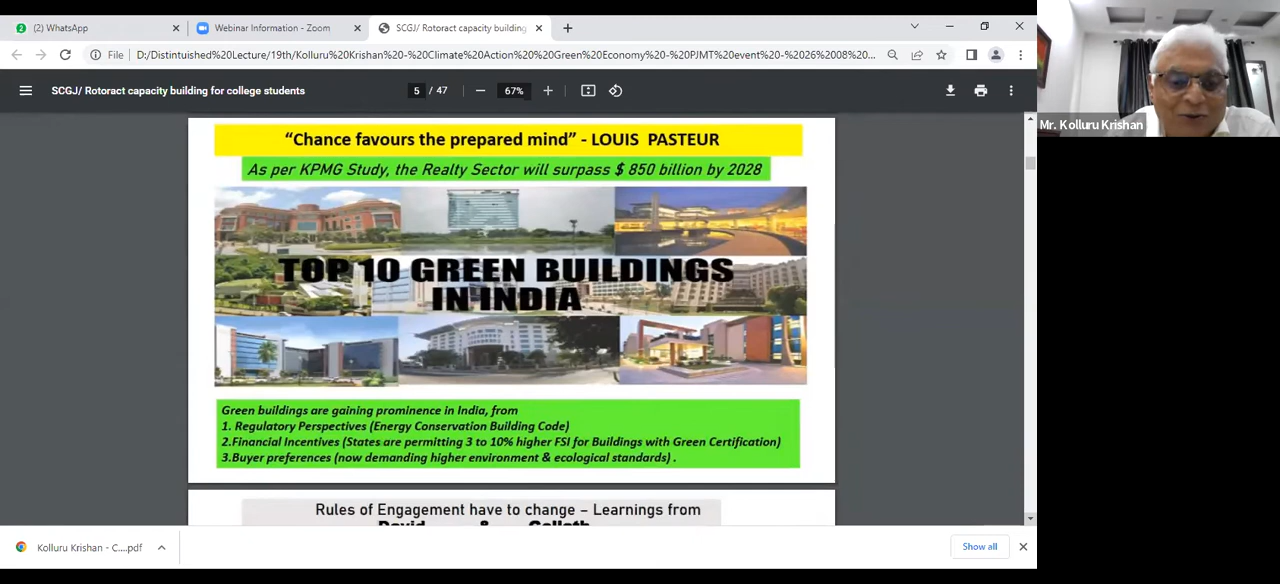 (2) WhatsApp
Webinar Information - Zoom
SCGJ/ Rotoract capacity building
File
D:/Distintuished%20Lecture/19th/Kolluru%20Krishan%20-%20Climate%20Action%20%20Green%20Economy%20-%20PJMT%20event%20-%2026%2008%20...
SCGJ/ Rotoract capacity building for college students
5 / 47
67%
Mr. Kolluru Krishan
“Chance favours the prepared mind” - LOUIS PASTEUR
As per KPMG Study, the Realty Sector will surpass $ 850 billion by 2028
TOP 10 GREEN BUILDINGS
IN INDIA
Green buildings are gaining prominence in India, from
1. Regulatory Perspectives (Energy Conservation Building Code)
2.Financial Incentives (States are permitting 3 to 10% higher FSI for Buildings with Green Certification)
3.Buyer preferences (now demanding higher environment & ecological standards) .
Rules of Engagement have to change – Learnings from
David & Goliath
Kolluru Krishan - C....pdf
Show all